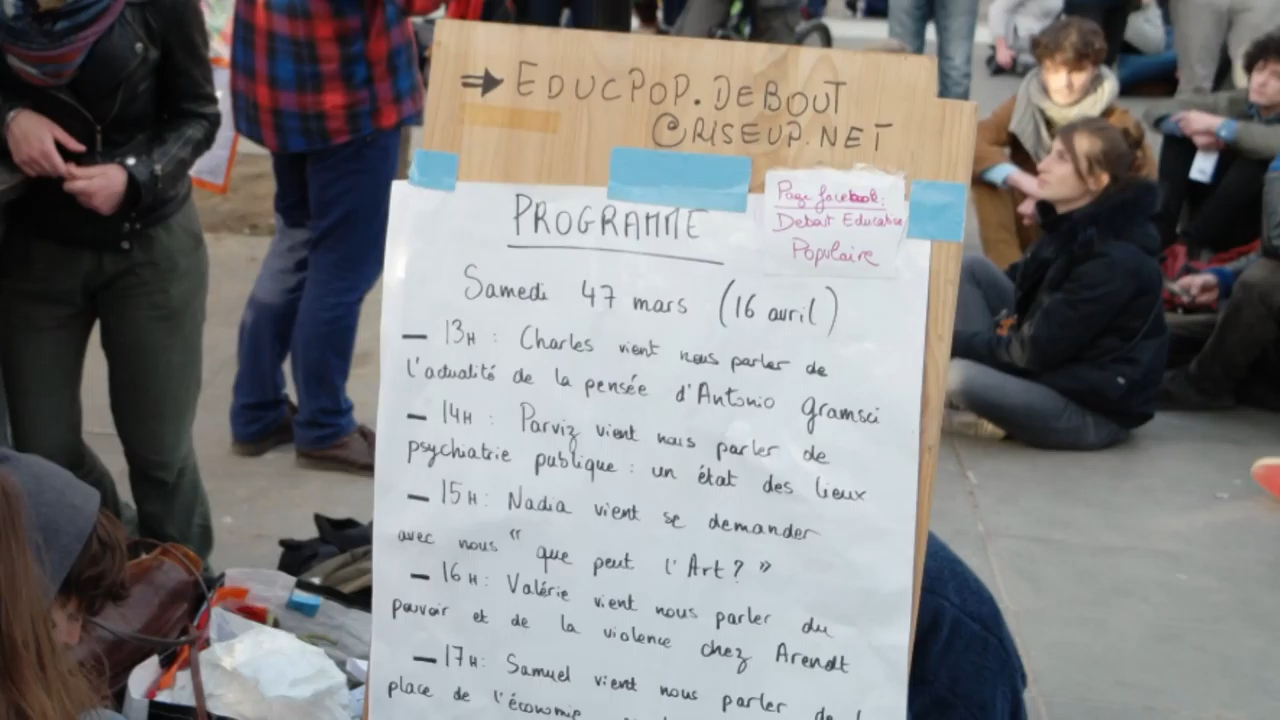 → EDUCPOP.DEBOUT
@RISEUP.NET
Page facebook:
Debout Education
Populaire
PROGRAMME
Samedi 47 mars (16 avril)
– 13H : Charles vient nous parler de
l'actualité de la pensée d'Antonio Gramsci
– 14H : Parviz vient nous parler de
psychiatrie publique : un état des lieux
– 15H : Nadia vient se demander
avec nous " que peut l'Art ? »
– 16H : Valérie vient nous parler du
pouvoir et de la violence chez Arendt
– 17H : Samuel vient nous parler de
place de l'économie